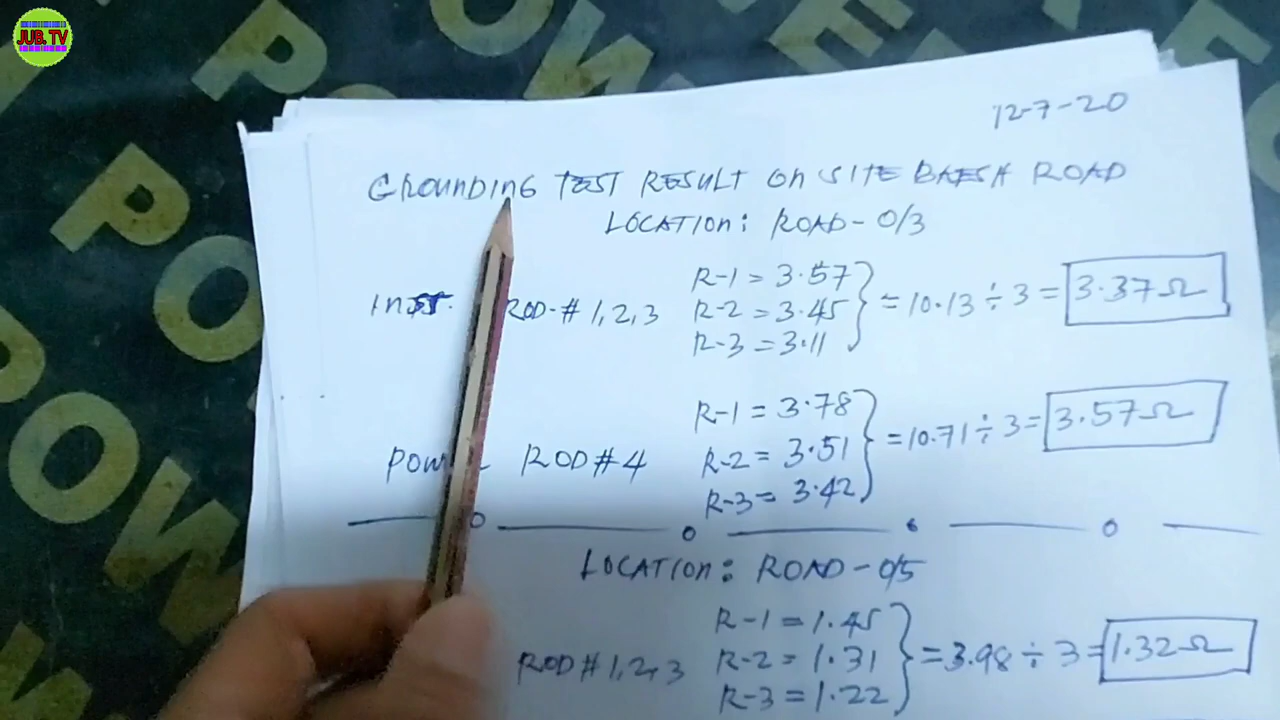 JUB.TV
12-7-20
GROUNDING TEST RESULT ON SITE BAESH ROAD
LOCATION: ROAD-0/3
INST. ROD-# 1,2,3
R-1 = 3.57
R-2 = 3.45
R-3 = 3.11
= 10.13 ÷ 3 = 3.37Ω
ROD #4
R-1 = 3.78
R-2 = 3.51
R-3 = 3.42
= 10.71 ÷ 3 = 3.57Ω
LOCATION: ROAD-0/5
ROD # 1,2,3
R-1 = 1.45
R-2 = 1.31
R-3 = 1.22
= 3.98 ÷ 3 = 1.32Ω